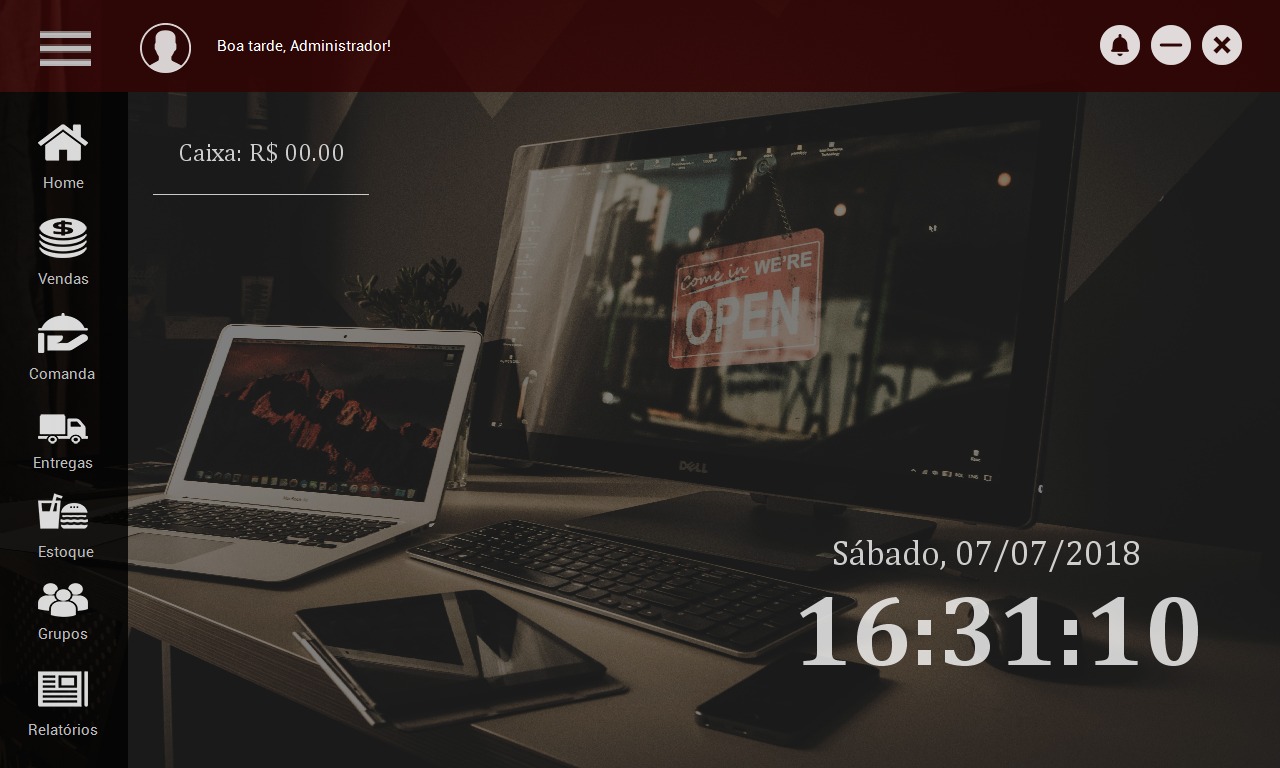 Boa tarde, Administrador!
Caixa: R$ 00.00
Home
Vendas
Comanda
Entregas
Estoque
Grupos
Relatórios
Come in WE'RE
OPEN
DELL
Sábado, 07/07/2018
16:31:10